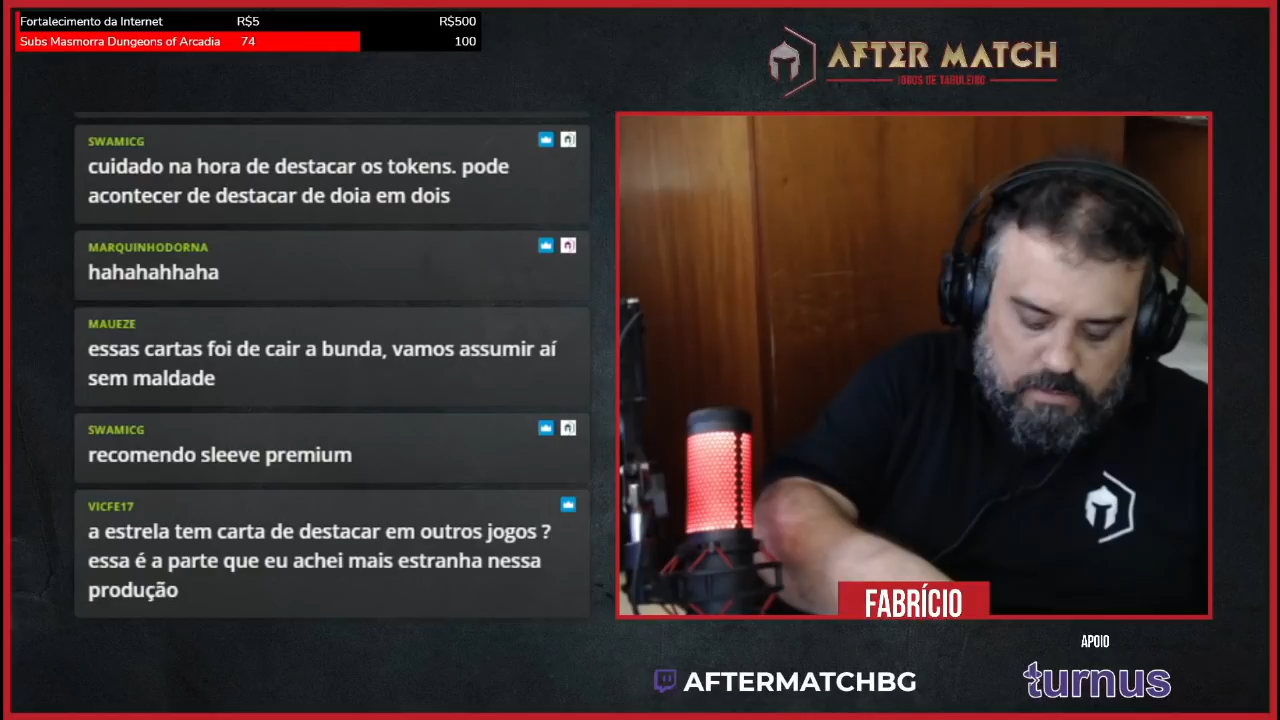 Fortalecimento da Internet R$5 R$500
Subs Masmorra Dungeons of Arcadia 74 100
AFTER MATCH
JOGOS DE TABULEIRO
SWAMICG
cuidado na hora de destacar os tokens. pode
acontecer de destacar de doia em dois
MARQUINHODORNA
hahahahhaha
MAUEZE
essas cartas foi de cair a bunda, vamos assumir aí
sem maldade
SWAMICG
recomendo sleeve premium
VICFE17
a estrela tem carta de destacar em outros jogos ?
essa é a parte que eu achei mais estranha nessa
produção
FABRÍCIO
APOIO
AFTERMATCHBG
turnus